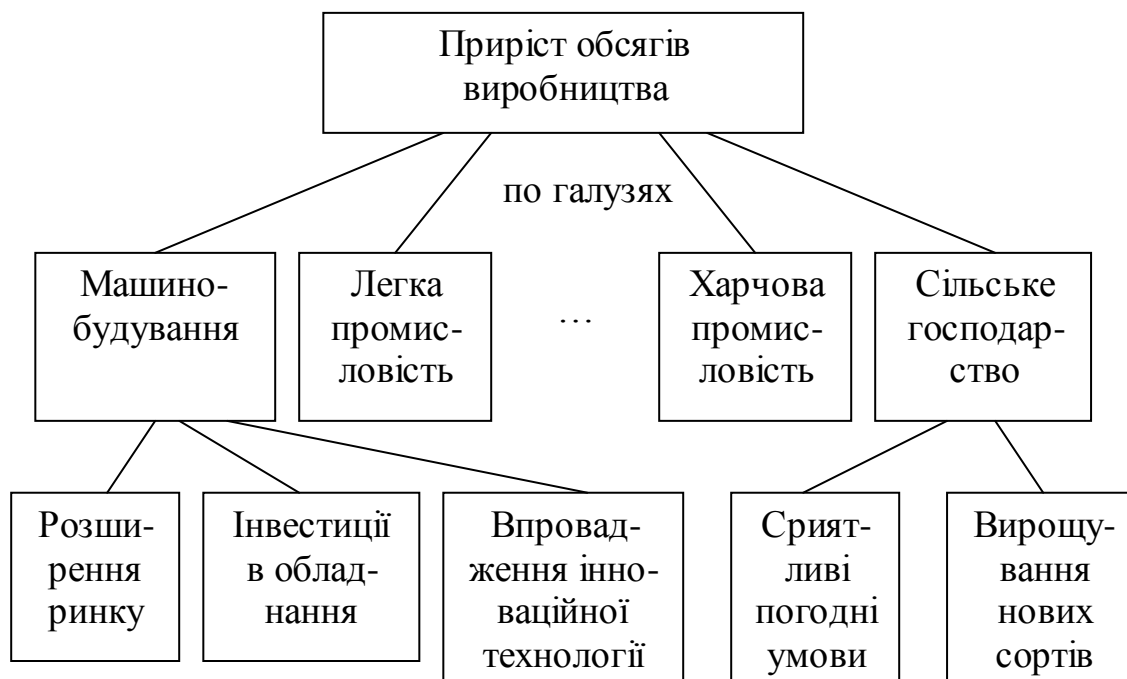 Приріст обсягів
виробництва
по галузях
Машино-
будування
Легка
промис-
ловість
...
Харчова
промис-
ловість
Сільське
господар-
ство
Розши-
рення
ринку
Інвестиції
в облад-
нання
Впровад-
ження інно-
ваційної
технології
Срият-
ливі
погодні
умови
Вирощу-
вання
нових
сортів